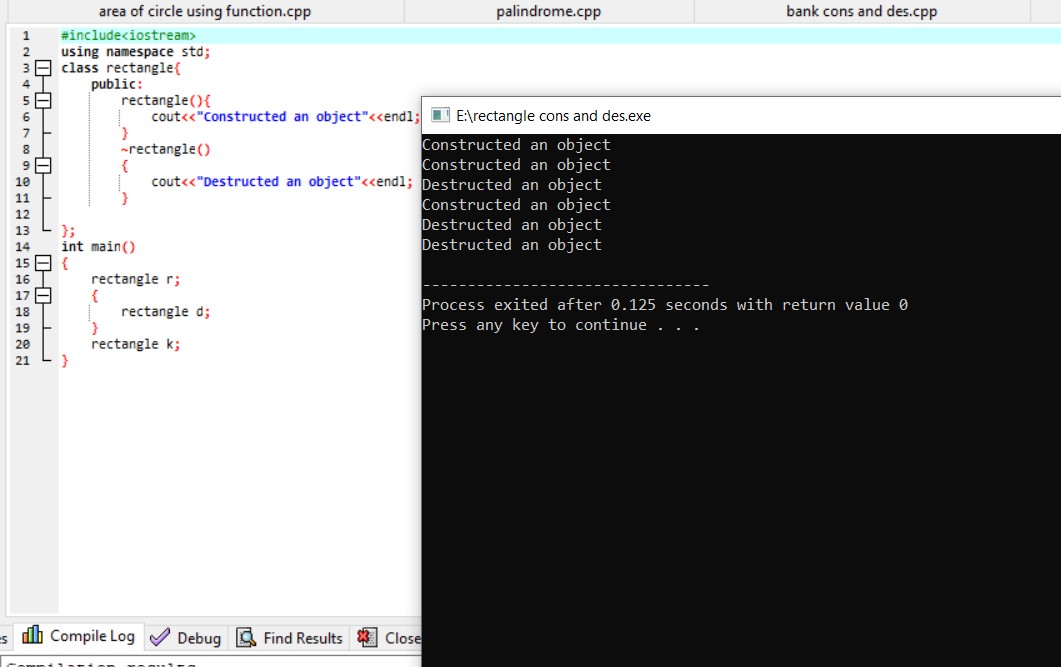 area of circle using function.cpp palindrome.cpp bank cons and des.cpp
1 #include<iostream>
2 using namespace std;
3 class rectangle{
4 public:
5 rectangle(){
6 cout<<"Constructed an object"<<endl;
7 }
8 ~rectangle()
9 {
10 cout<<"Destructed an object"<<endl;
11 }
12
13 };
14 int main()
15 {
16 rectangle r;
17 {
18 rectangle d;
19 }
20 rectangle k;
21 }
E:\rectangle cons and des.exe
Constructed an object
Constructed an object
Destructed an object
Constructed an object
Destructed an object
Destructed an object
--------------------------------
Process exited after 0.125 seconds with return value 0
Press any key to continue . . .
es Compile Log Debug Find Results Close
Compilation results